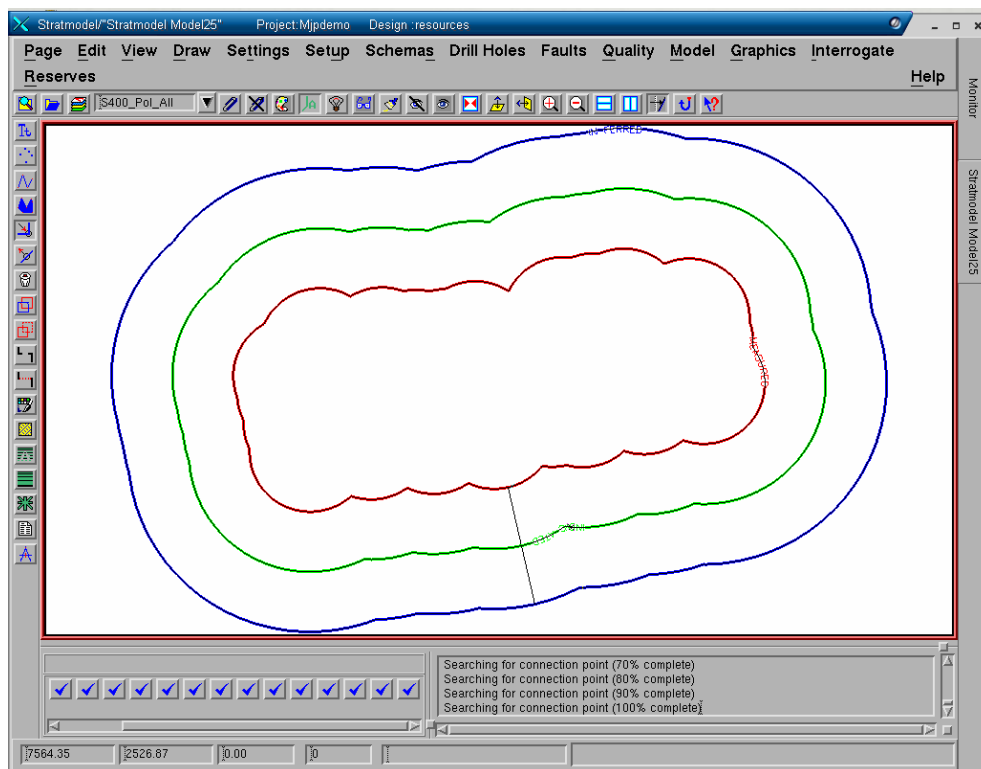 Stratmodel/"Stratmodel Model25" Project:Mjpdemo Design :resources
Page Edit View Draw Settings Setup Schemas Drill Holes Faults Quality Model Graphics Interrogate
Reserves Help
S400_Pol_All
Monitor
Stratmodel Model25
MEASURED
Searching for connection point (70% complete)
Searching for connection point (80% complete)
Searching for connection point (90% complete)
Searching for connection point (100% complete)
7564.35 2526.87 0.00 0